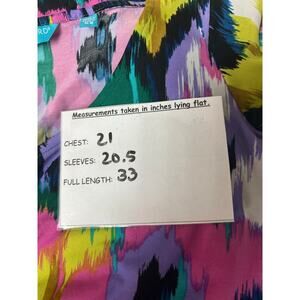 Measurements taken in inches lying flat.
CHEST: 21
SLEEVES: 20.5
FULL LENGTH: 33